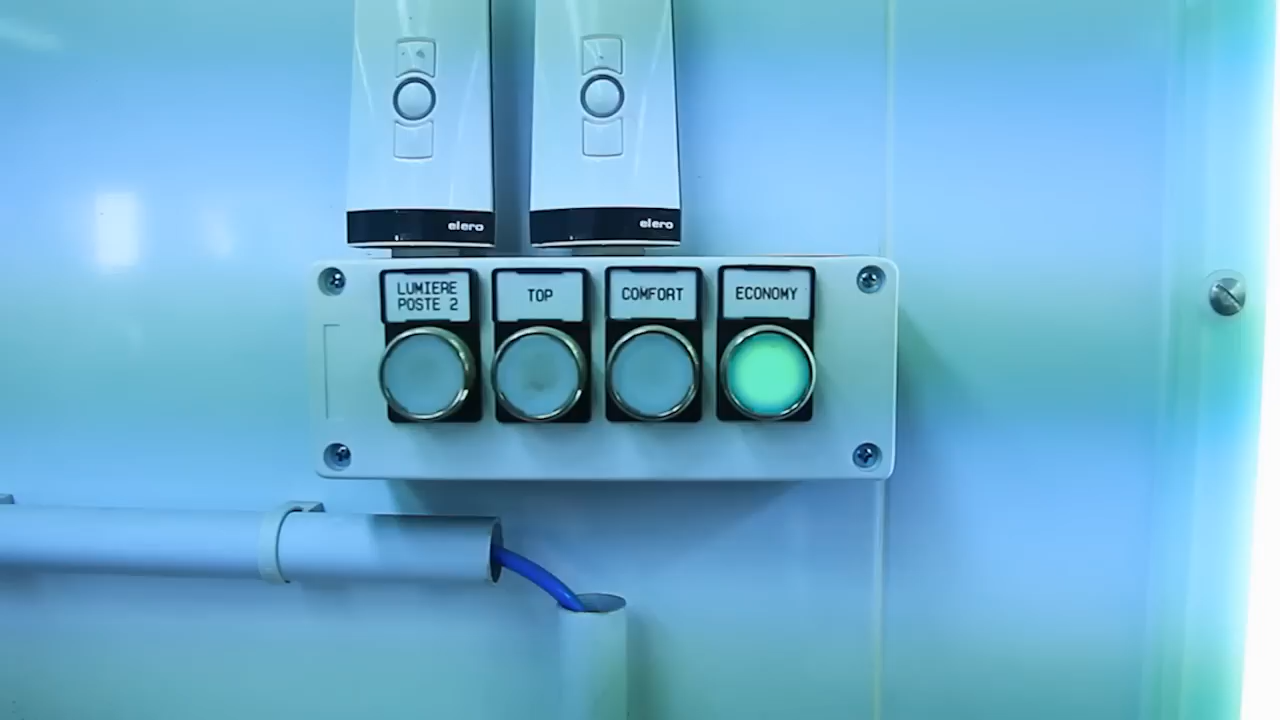 elero
elero
LUMIERE
POSTE 2
TOP
COMFORT
ECONOMY